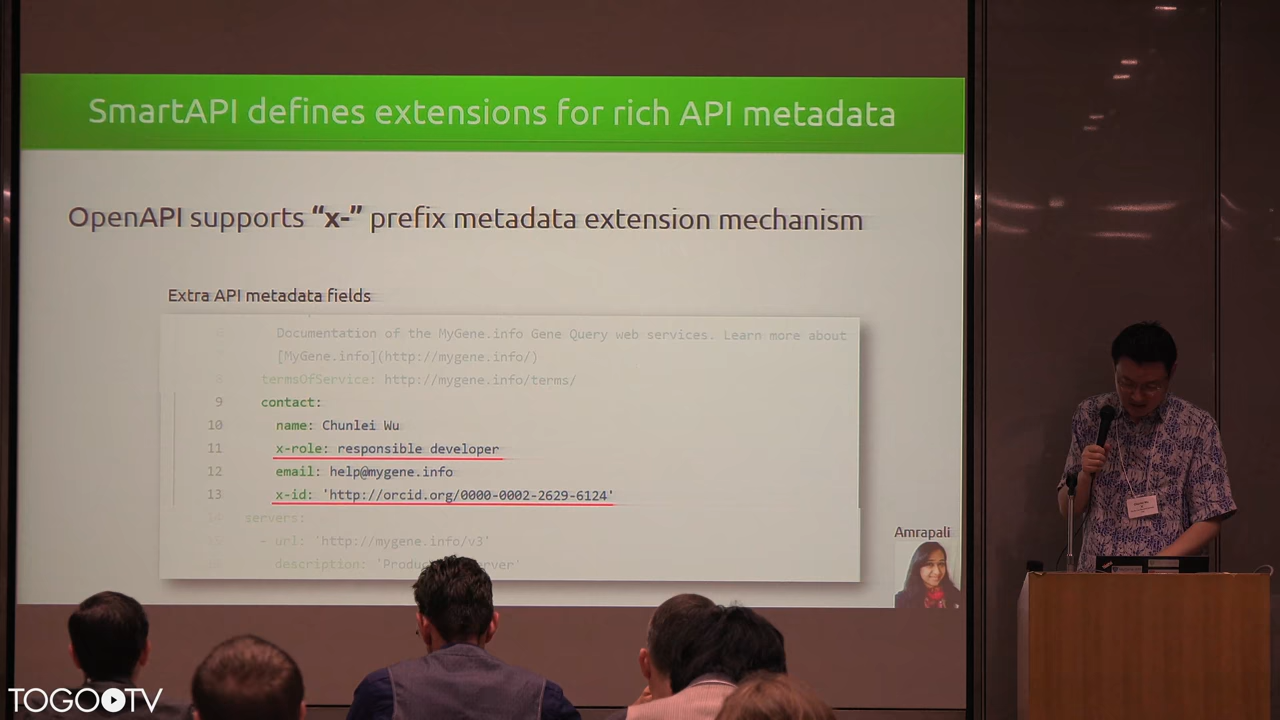 SmartAPI defines extensions for rich API metadata
OpenAPI supports “x-” prefix metadata extension mechanism
Extra API metadata fields
Documentation of the MyGene.info Gene Query web services. Learn more about
[MyGene.info](http://mygene.info/)
8 termsOfService: http://mygene.info/terms/
9 contact:
10 name: Chunlei Wu
11 x-role: responsible developer
12 email: help@mygene.info
13 x-id: 'http://orcid.org/0000-0002-2629-6124'
14 servers:
15 - url: 'http://mygene.info/v3'
description:
Amrapali
TOGOTV